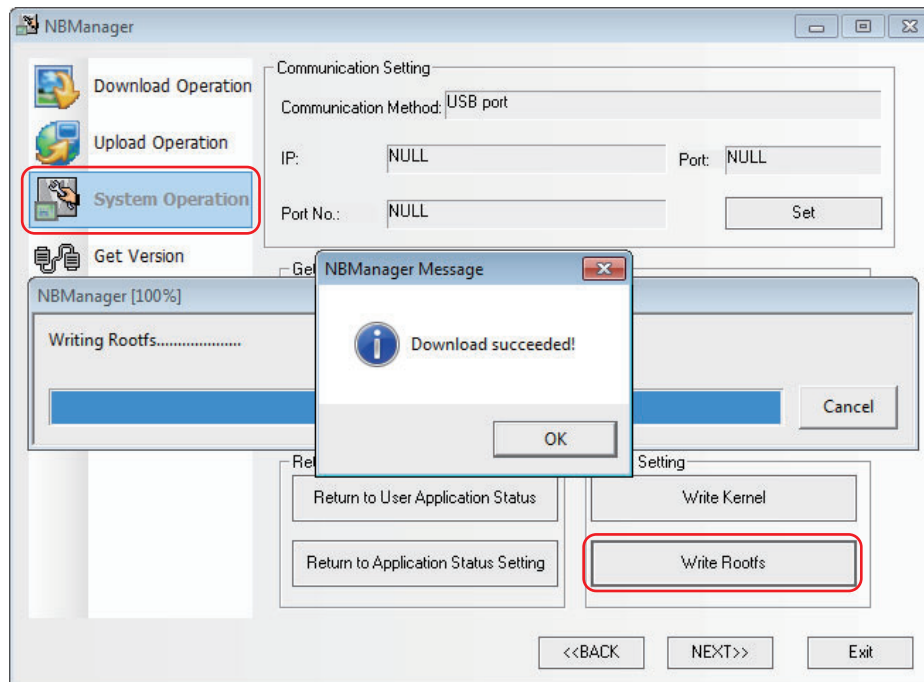 NBManager
Download Operation
Upload Operation
System Operation
Get Version
Communication Setting
Communication Method: USB port
IP: NULL Port: NULL
Port No.: NULL Set
NBManager [100%]
Writing Rootfs....................
Cancel
NBManager Message
Download succeeded!
OK
Setting
Return to User Application Status
Write Kernel
Return to Application Status Setting
Write Rootfs
<<BACK NEXT>> Exit